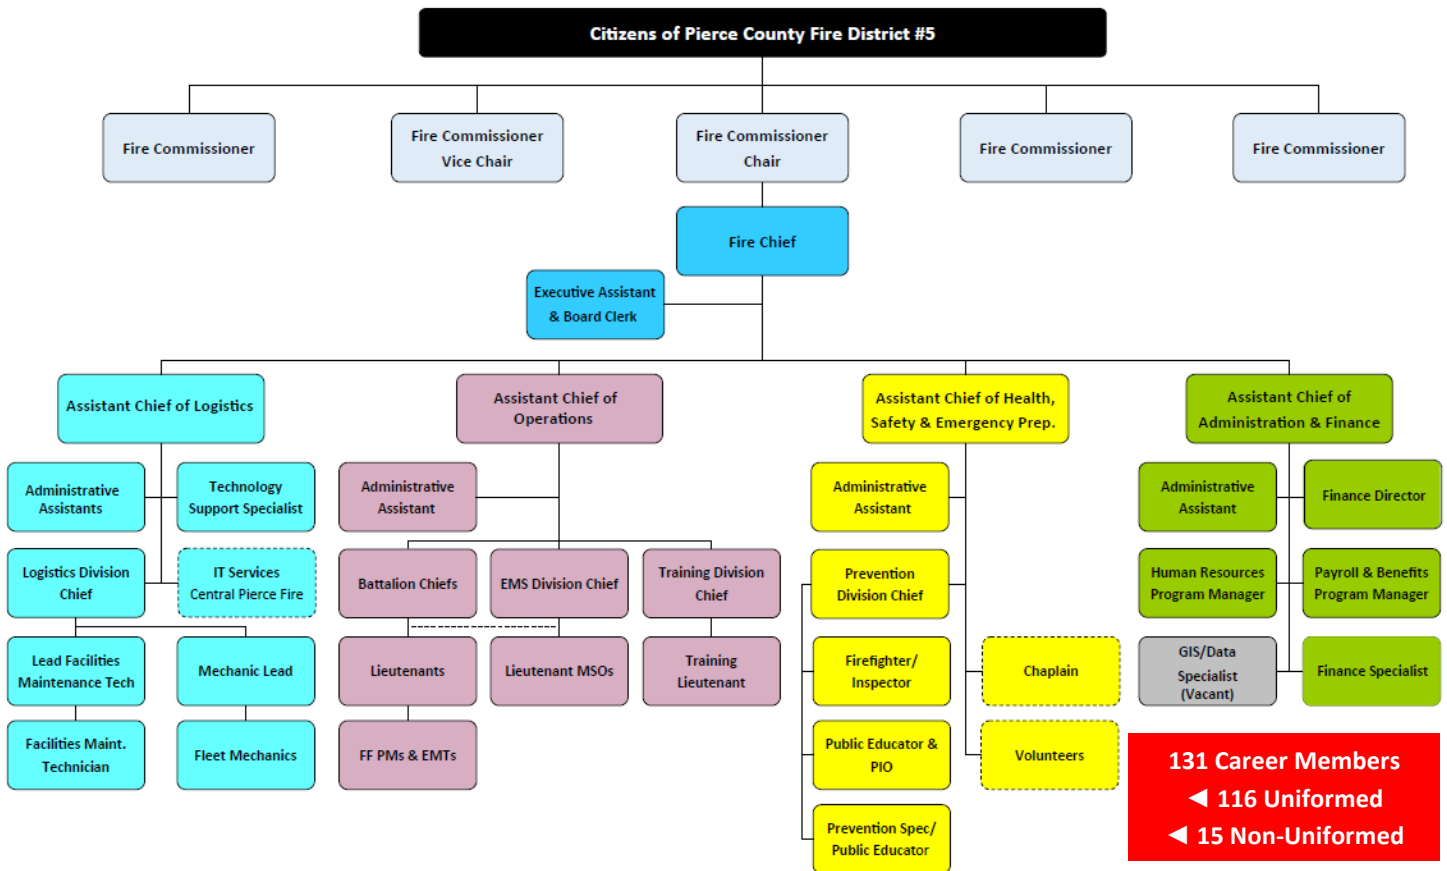 Citizens of Pierce County Fire District #5
Fire Commissioner
Fire Commissioner
Vice Chair
Fire Commissioner
Chair
Fire Commissioner
Fire Commissioner
Fire Chief
Executive Assistant
& Board Clerk
Assistant Chief of Logistics
Assistant Chief of
Operations
Assistant Chief of Health,
Safety & Emergency Prep.
Assistant Chief of
Administration & Finance
Administrative
Assistants
Technology
Support Specialist
Administrative
Assistant
Administrative
Assistant
Administrative
Assistant
Finance Director
Logistics Division
Chief
IT Services
Central Pierce Fire
Battalion Chiefs
EMS Division Chief
Training Division
Chief
Prevention
Division Chief
Human Resources
Program Manager
Payroll & Benefits
Program Manager
Lead Facilities
Maintenance Tech
Mechanic Lead
Lieutenants
Lieutenant MSOs
Training
Lieutenant
Firefighter/
Inspector
Chaplain
GIS/Data
Specialist
(Vacant)
Finance Specialist
Facilities Maint.
Technician
Fleet Mechanics
FF PMs & EMTs
Public Educator &
PIO
Volunteers
Prevention Spec/
Public Educator
131 Career Members
◄ 116 Uniformed
◄ 15 Non-Uniformed